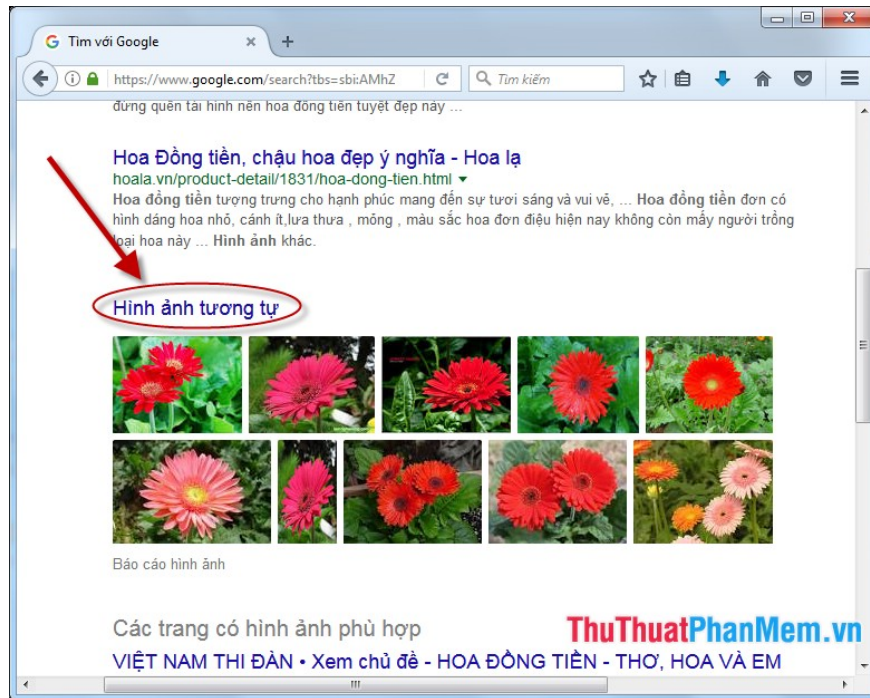 Tìm với Google
https://www.google.com/search?tbs=sbi:AMhZ
Tìm kiếm
đừng quên tải hình nền hoa đồng tiền tuyệt đẹp này ...
Hoa Đồng tiền, chậu hoa đẹp ý nghĩa - Hoa lạ
hoala.vn/product-detail/1831/hoa-dong-tien.html
Hoa đồng tiền tượng trưng cho hạnh phúc mang đến sự tươi sáng và vui vẻ, ... Hoa đồng tiền đơn có
hình dáng hoa nhỏ, cánh ít,lưa thưa , mỏng , màu sắc hoa đơn điệu hiện nay không còn mấy người trồng
loại hoa này ... Hình ảnh khác.
Hình ảnh tương tự
Báo cáo hình ảnh
Các trang có hình ảnh phù hợp
ThuThuatPhanMem.vn
VIỆT NAM THI ĐÀN • Xem chủ đề - HOA ĐỒNG TIỀN - THƠ, HOA VÀ EM